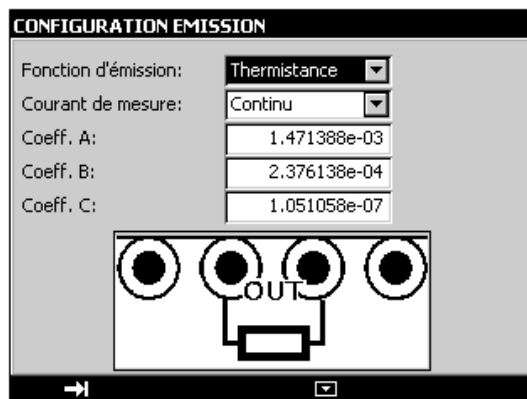 CONFIGURATION EMISSION
Fonction d'émission: Thermistance
Courant de mesure: Continu
Coeff. A: 1.471388e-03
Coeff. B: 2.376138e-04
Coeff. C: 1.051058e-07
OUT